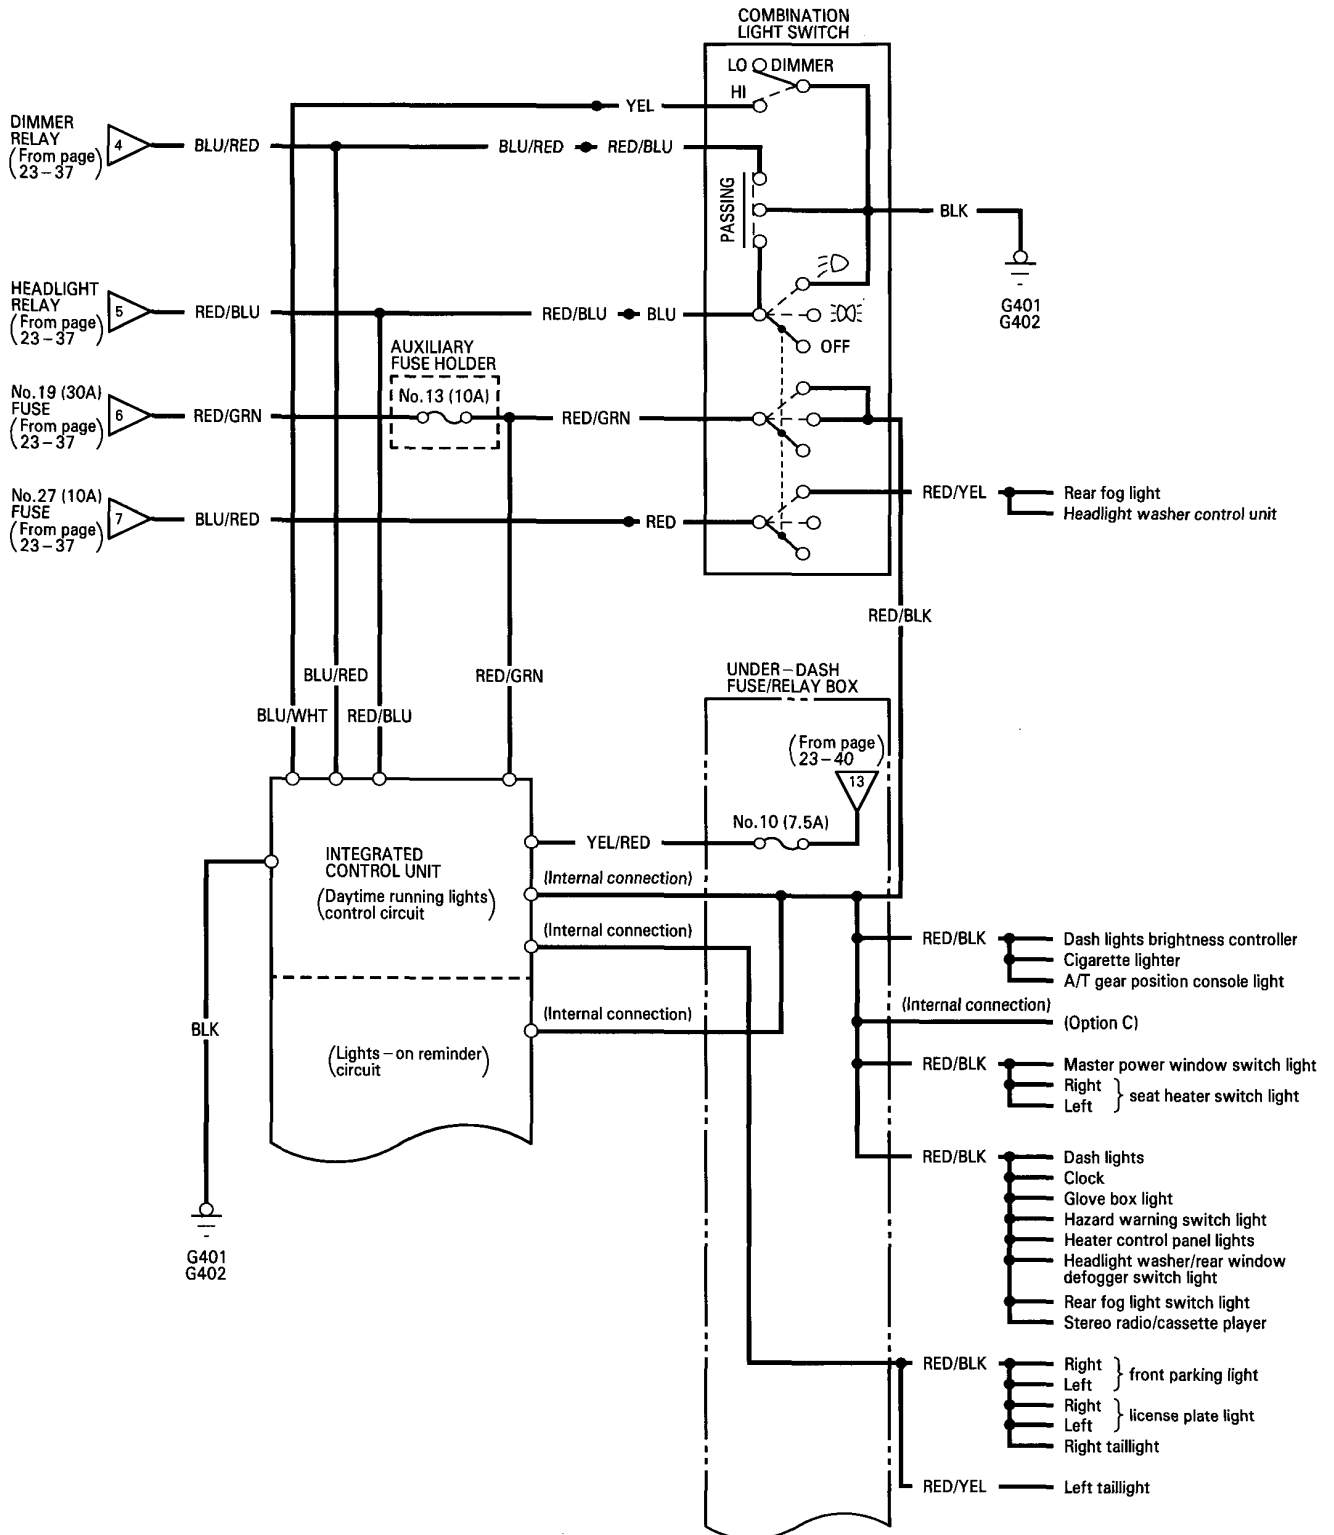 COMBINATION
LIGHT SWITCH
LO
DIMMER
HI
YEL
DIMMER
RELAY
(From page
23-37)
4
BLU/RED
BLU/RED
RED/BLU
PASSING
BLK
G401
G402
HEADLIGHT
RELAY
(From page
23-37)
5
RED/BLU
RED/BLU
BLU
OFF
AUXILIARY
FUSE HOLDER
No.13 (10A)
No.19 (30A)
FUSE
(From page
23-37)
6
RED/GRN
RED/GRN
No.27 (10A)
FUSE
(From page
23-37)
7
BLU/RED
RED
RED/YEL
Rear fog light
Headlight washer control unit
RED/BLK
BLU/RED
RED/GRN
BLU/WHT
RED/BLU
UNDER-DASH
FUSE/RELAY BOX
(From page
23-40)
13
No.10 (7.5A)
YEL/RED
INTEGRATED
CONTROL UNIT
(Daytime running lights
control circuit)
(Internal connection)
(Internal connection)
(Internal connection)
(Lights-on reminder
circuit)
BLK
G401
G402
RED/BLK
Dash lights brightness controller
Cigarette lighter
A/T gear position console light
(Internal connection)
(Option C)
RED/BLK
Master power window switch light
Right
Left
seat heater switch light
RED/BLK
Dash lights
Clock
Glove box light
Hazard warning switch light
Heater control panel lights
Headlight washer/rear window
defogger switch light
Rear fog light switch light
Stereo radio/cassette player
RED/BLK
Right
Left
front parking light
Right
Left
license plate light
Right taillight
RED/YEL
Left taillight